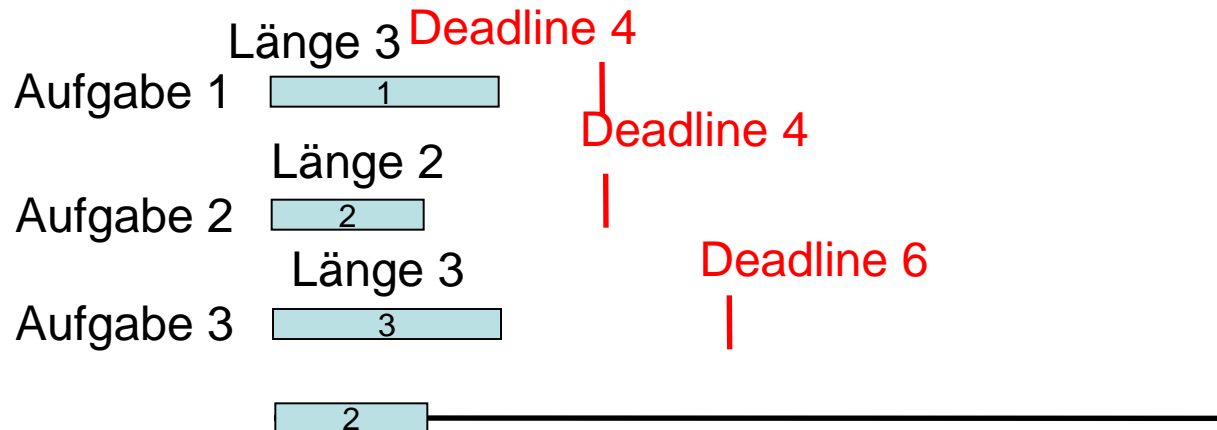 Länge 3 Deadline 4
Aufgabe 1 1
Deadline 4
Länge 2
Aufgabe 2 2
Länge 3 Deadline 6
Aufgabe 3 3
2